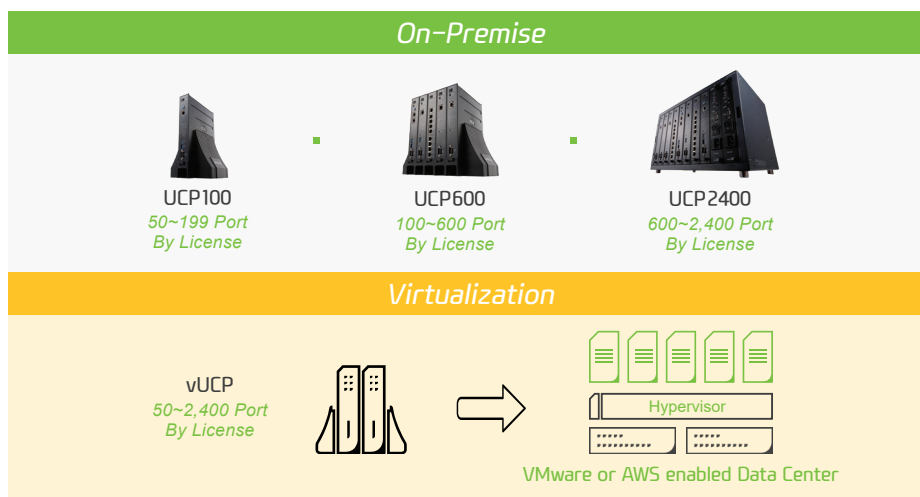 On-Premise
UCP100
50~199 Port
By License
UCP600
100~600 Port
By License
UCP2400
600~2,400 Port
By License
Virtualization
vUCP
50~2,400 Port
By License
Hypervisor
VMware or AWS enabled Data Center